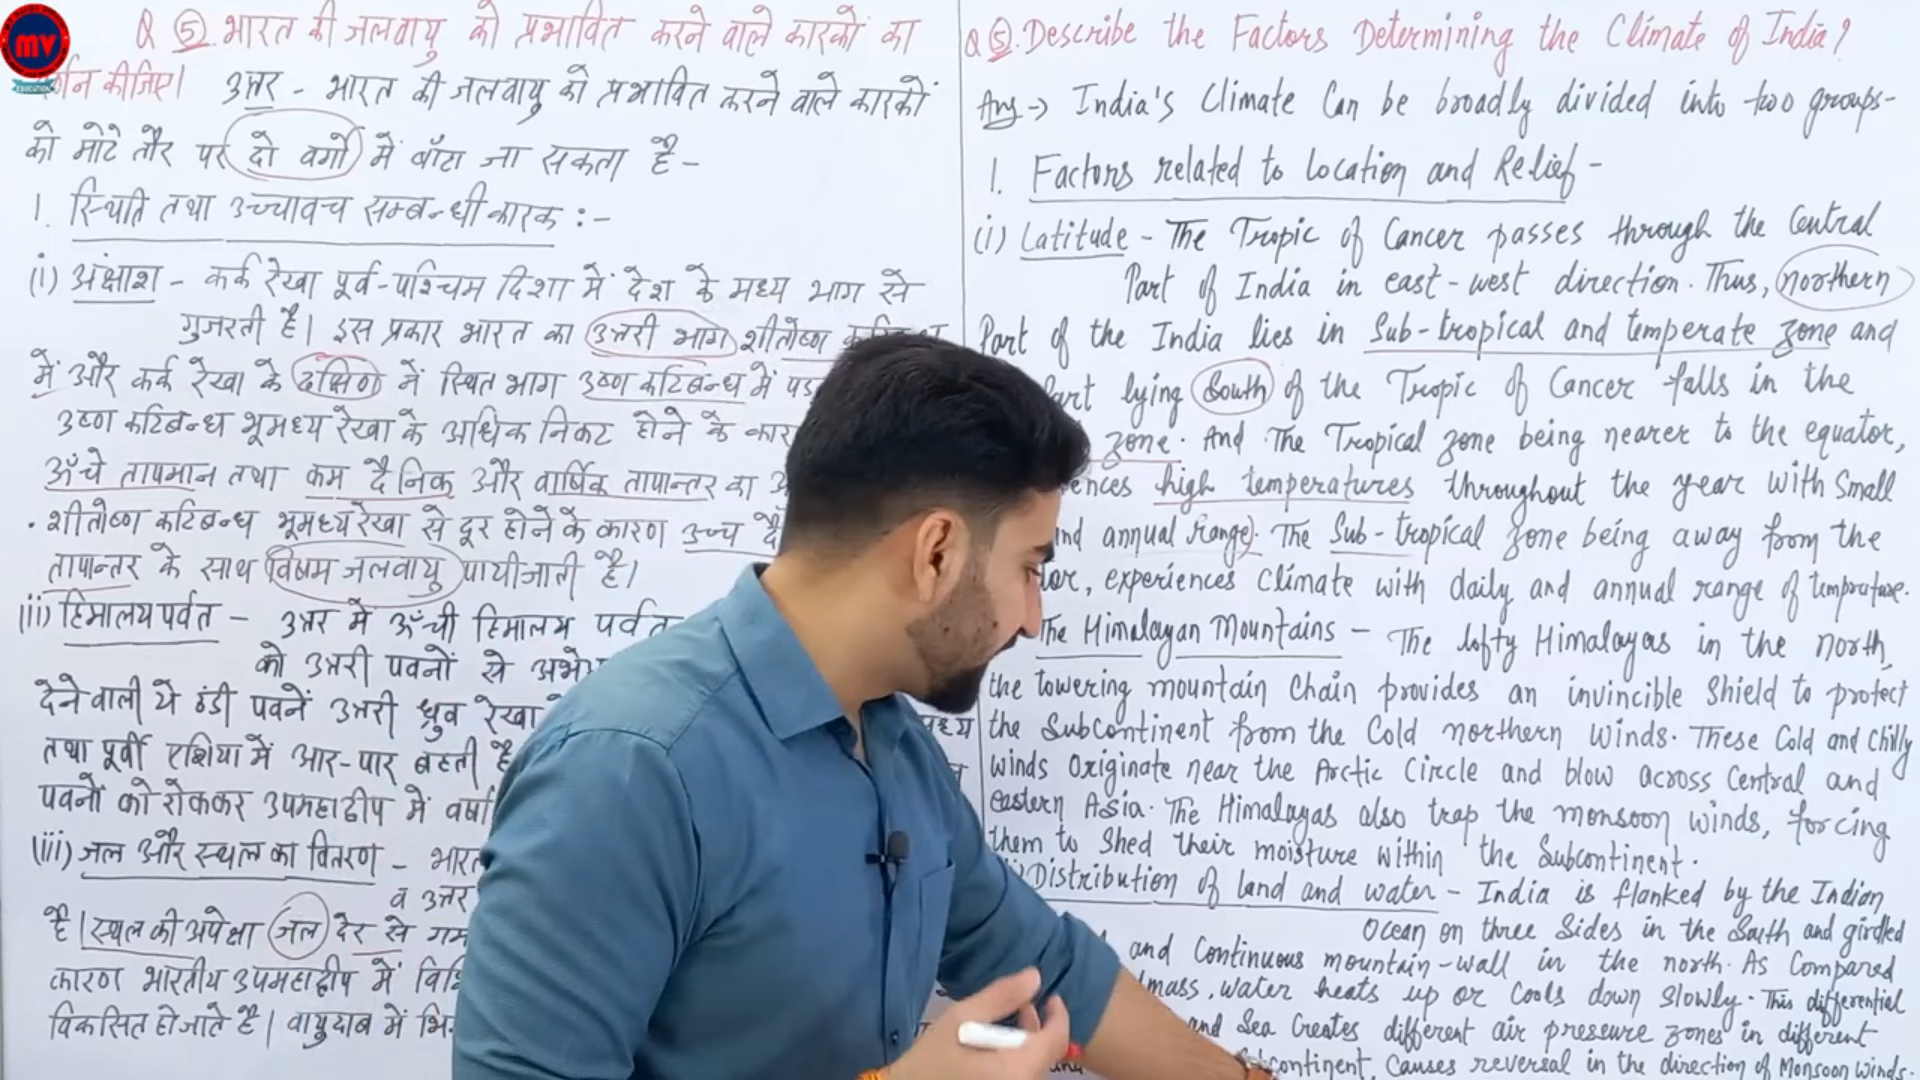 mv
EDUCATION
Q ⑤. भारत की जलवायु को प्रभावित करने वाले कारकों का
कीजिए। उत्तर - भारत की जलवायु को प्रभावित करने वाले कारकों
को मोटे तौर पर दो वर्गों में बाँटा जा सकता है -
1. स्थिति तथा उच्चावच सम्बन्धी कारक :-
(i) अंक्षाश - कर्क रेखा पूर्व-पश्चिम दिशा में देश के मध्य भाग से
गुजरती है। इस प्रकार भारत का उत्तरी भाग शीतोष्ण
में और कर्क रेखा के दक्षिण में स्थित भाग उष्ण कटिबन्ध में
उष्ण कटिबन्ध भूमध्य रेखा के अधिक निकट होने के
ऊँचे तापमान तथा कम दैनिक और वार्षिक तापान्तर का
• शीतोष्ण कटिबन्ध भूमध्य रेखा से दूर होने के कारण उच्च
तापान्तर के साथ विषम जलवायु पायी जाती है।
(ii) हिमालय पर्वत - उत्तर में ऊँची हिमालय पर्वत
को उत्तरी पवनों से
देने वाली ये ठंडी पवनें उत्तरी ध्रुव रेखा
तथा पूर्वी एशिया में आर-पार बहती है
पवनों को रोककर उपमहाद्वीप में वर्षा
(iii) जल और स्थल का वितरण -
व उत्तर
है। स्थल की अपेक्षा जल देर से
कारण भारतीय उपमहाद्वीप में
विकसित हो जाते है। वायुदाब में
Q ⑤. Describe the Factors Determining the Climate of India?
Ans → India's Climate Can be broadly divided into two groups-
1. Factors related to Location and Relief -
(i) Latitude - The Tropic of Cancer passes through the Central
Part of India in east-west direction. Thus, northern
Part of the India lies in Sub-tropical and temperate zone and
lying South of the Tropic of Cancer falls in the
zone. And The Tropical zone being nearer to the equator,
high temperatures throughout the year with Small
annual range). The Sub-tropical zone being away from the
experiences climate with daily and annual range of temprature.
The Himalayan Mountains - The lofty Himalayas in the north,
the towering mountain Chain provides an invincible Shield to protect
the Subcontinent from the Cold northern winds. These Cold and Chilly
winds Originate near the Arctic Circle and blow across Central and
eastern Asia. The Himalayas also trap the monsoon winds, forcing
them to Shed their moisture within the Subcontinent.
Distribution of land and water - India is flanked by the Indian
Ocean on three Sides in the South and girdled
and Continuous mountain-wall in the north. As Compared
water heats up or Cools down Slowly. This differential
and Sea Creates different air pressure zones in different
Causes reversal in the direction of Monsoon winds.